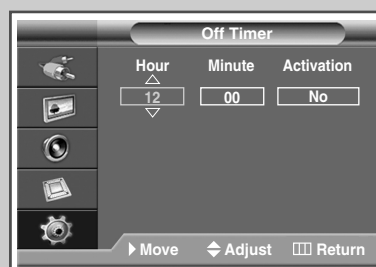 Off Timer
Hour Minute Activation
12 00 No
Move Adjust Return